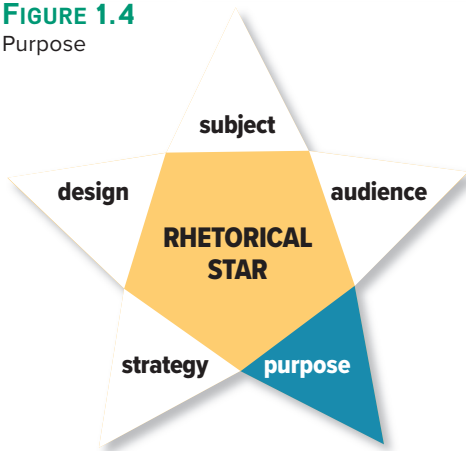 FIGURE 1.4
Purpose
subject
design
audience
RHETORICAL
STAR
strategy
purpose